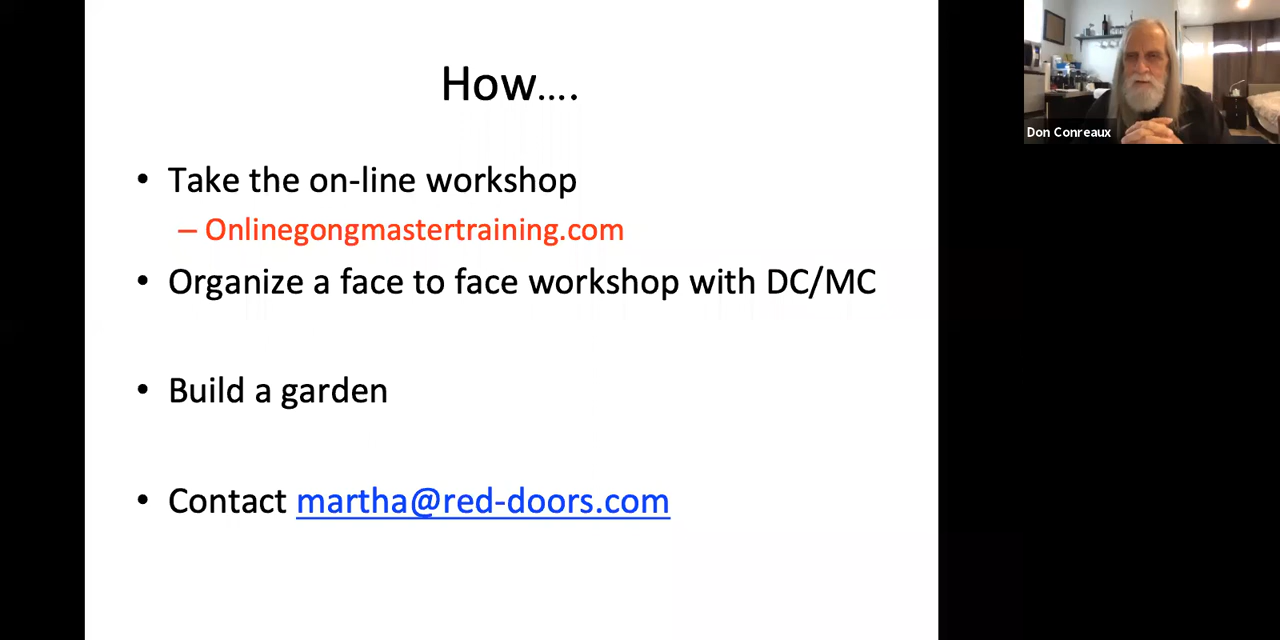 How….
• Take the on-line workshop
– Onlinegongmastertraining.com
• Organize a face to face workshop with DC/MC
• Build a garden
• Contact martha@red-doors.com
Don Conreaux